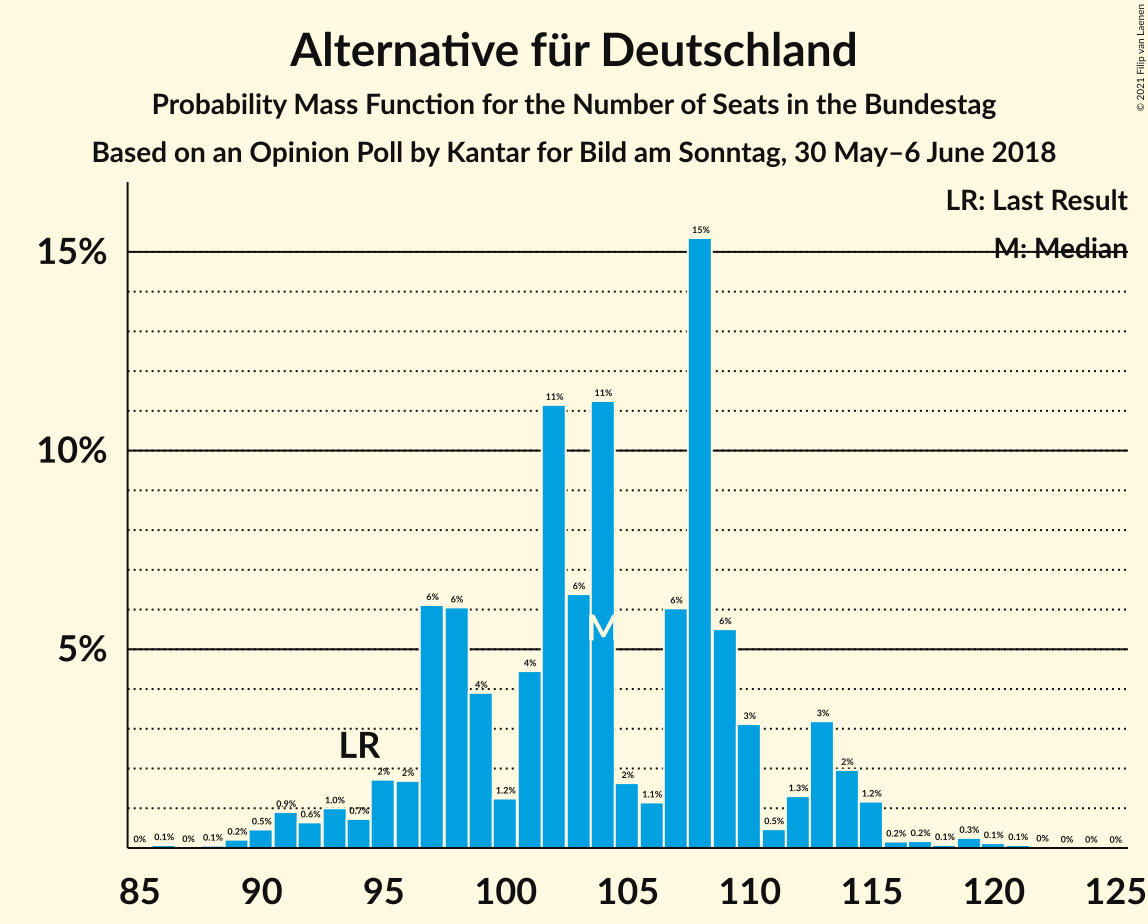 Alternative für Deutschland
Probability Mass Function for the Number of Seats in the Bundestag
Based on an Opinion Poll by Kantar for Bild am Sonntag, 30 May–6 June 2018
© 2021 Filip van Laenen
LR: Last Result
M: Median
15%
10%
5%
LR
M
0% 0.1% 0% 0.1% 0.2% 0.5% 0.9% 0.6% 1.0% 0.7% 2% 2% 6% 6% 4% 1.2% 4% 11% 6% 11% 2% 1.1% 6% 15% 6% 3% 0.5% 1.3% 3% 2% 1.2% 0.2% 0.2% 0.1% 0.3% 0.1% 0.1% 0% 0% 0% 0%
85 90 95 100 105 110 115 120 125